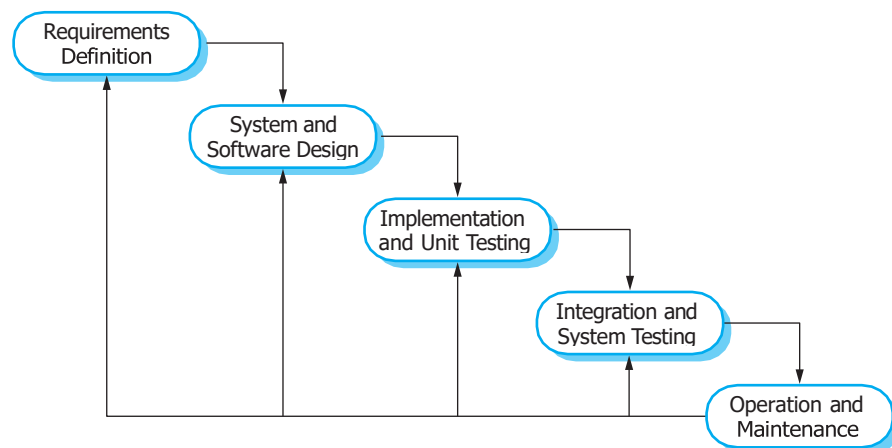 Requirements
Definition
System and
Software Design
Implementation
and Unit Testing
Integration and
System Testing
Operation and
Maintenance